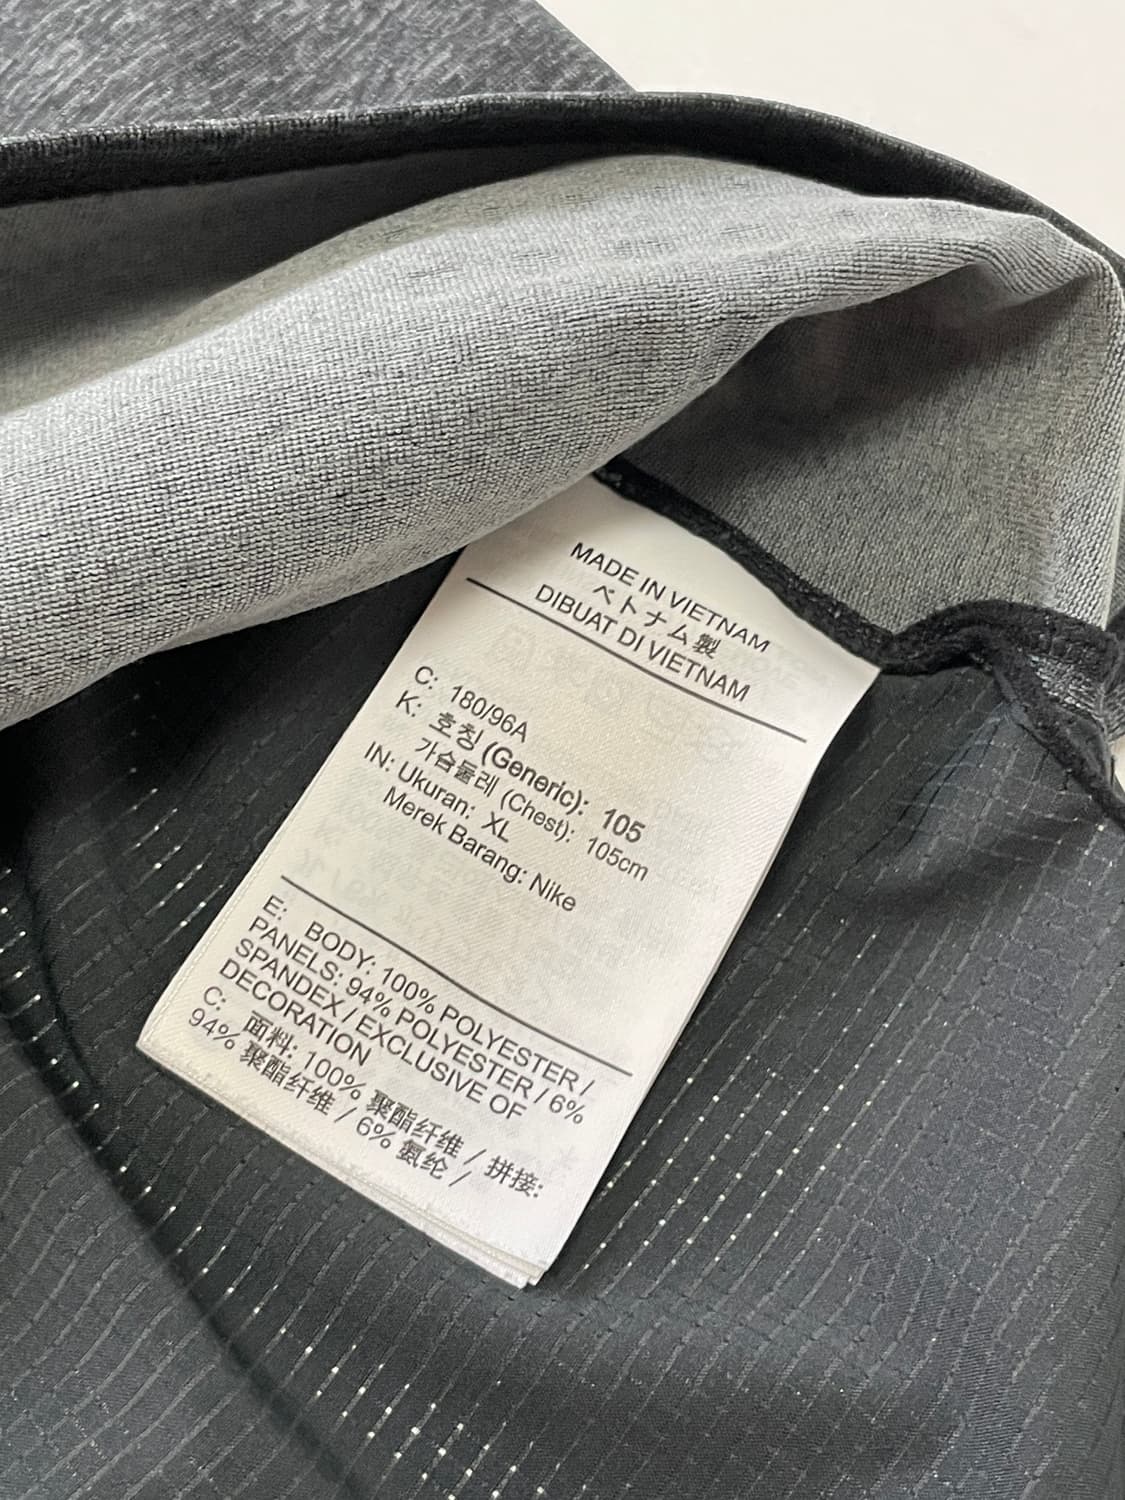 MADE IN VIETNAM
ベトナム製
DIBUAT DI VIETNAM
C: 180/96A
K: 호칭 (Generic): 105
가슴둘레 (Chest): 105cm
IN: Ukuran: XL
Merek Barang: Nike
E: BODY: 100% POLYESTER /
PANELS: 94% POLYESTER / 6%
SPANDEX / EXCLUSIVE OF
DECORATION
C: 面料: 100% 聚酯纤维 / 拼接:
94% 聚酯纤维 / 6% 氨纶 /